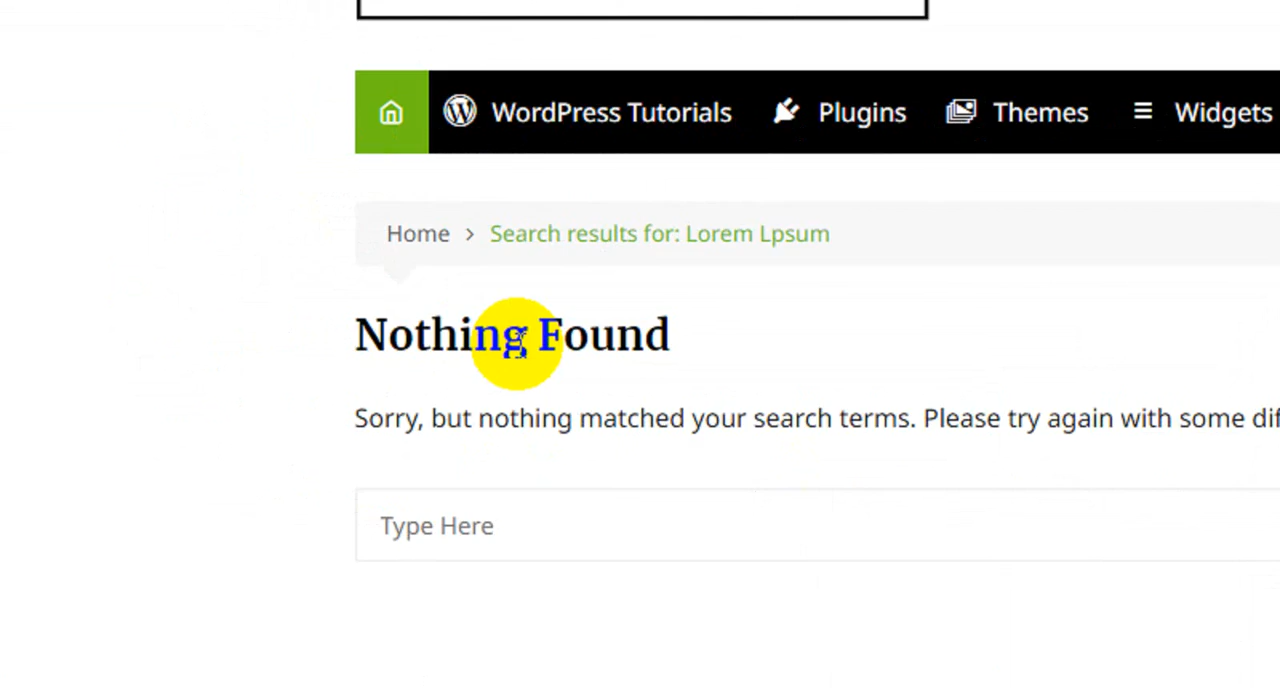 WordPress Tutorials Plugins Themes Widgets
Home > Search results for: Lorem Lpsum
Nothing Found
Sorry, but nothing matched your search terms. Please try again with some dif
Type Here